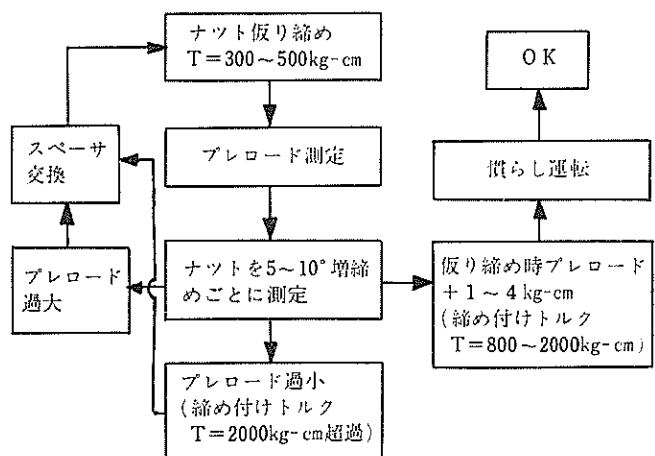 ナツト仮り締め
T=300～500kg-cm
OK
スペーサ
交換
プレロード測定
慣らし運転
プレロード
過大
ナツトを5～10°増締
めごとに測定
仮り締め時プレロード
+1～4kg-cm
(締め付けトルク
T=800～2000kg-cm)
プレロード過小
(締め付けトルク
T=2000kg-cm超過)